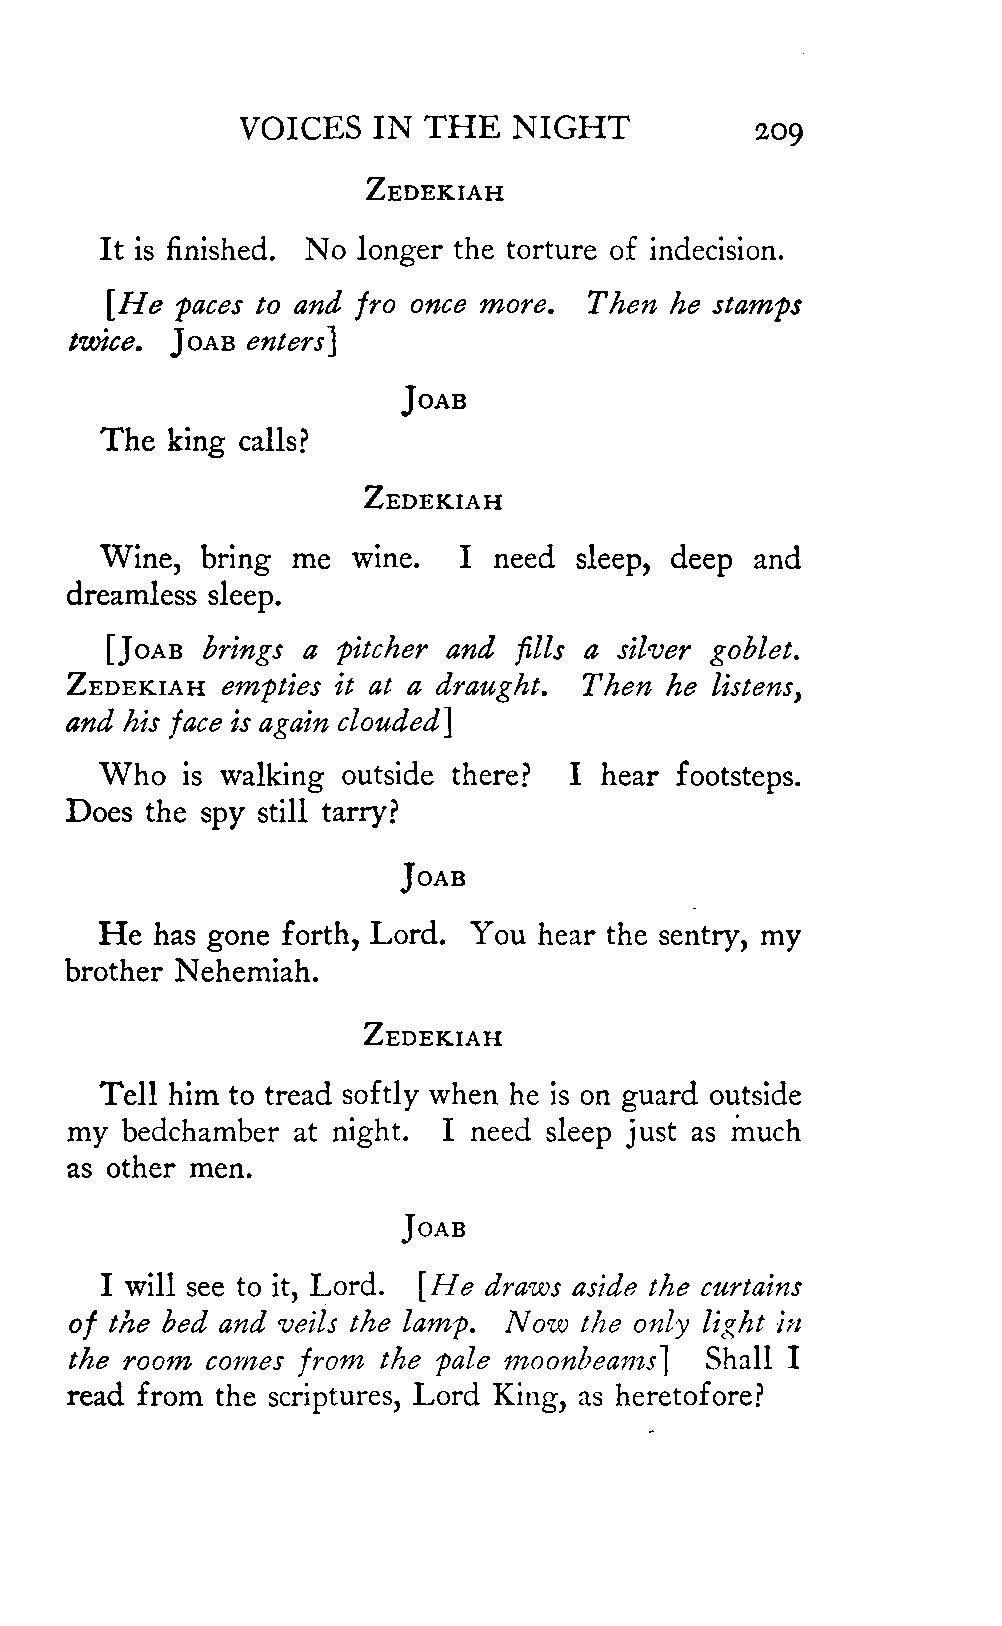 VOICES IN THE NIGHT 209
ZEDEKIAH
It is finished. No longer the torture of indecision.
[He paces to and fro once more. Then he stamps
twice. JOAB enters]
JOAB
The king calls?
ZEDEKIAH
Wine, bring me wine. I need sleep, deep and
dreamless sleep.
[JOAB brings a pitcher and fills a silver goblet.
ZEDEKIAH empties it at a draught. Then he listens,
and his face is again clouded]
Who is walking outside there? I hear footsteps.
Does the spy still tarry?
JOAB
He has gone forth, Lord. You hear the sentry, my
brother Nehemiah.
ZEDEKIAH
Tell him to tread softly when he is on guard outside
my bedchamber at night. I need sleep just as much
as other men.
JOAB
I will see to it, Lord. [He draws aside the curtains
of the bed and veils the lamp. Now the only light in
the room comes from the pale moonbeams] Shall I
read from the scriptures, Lord King, as heretofore?